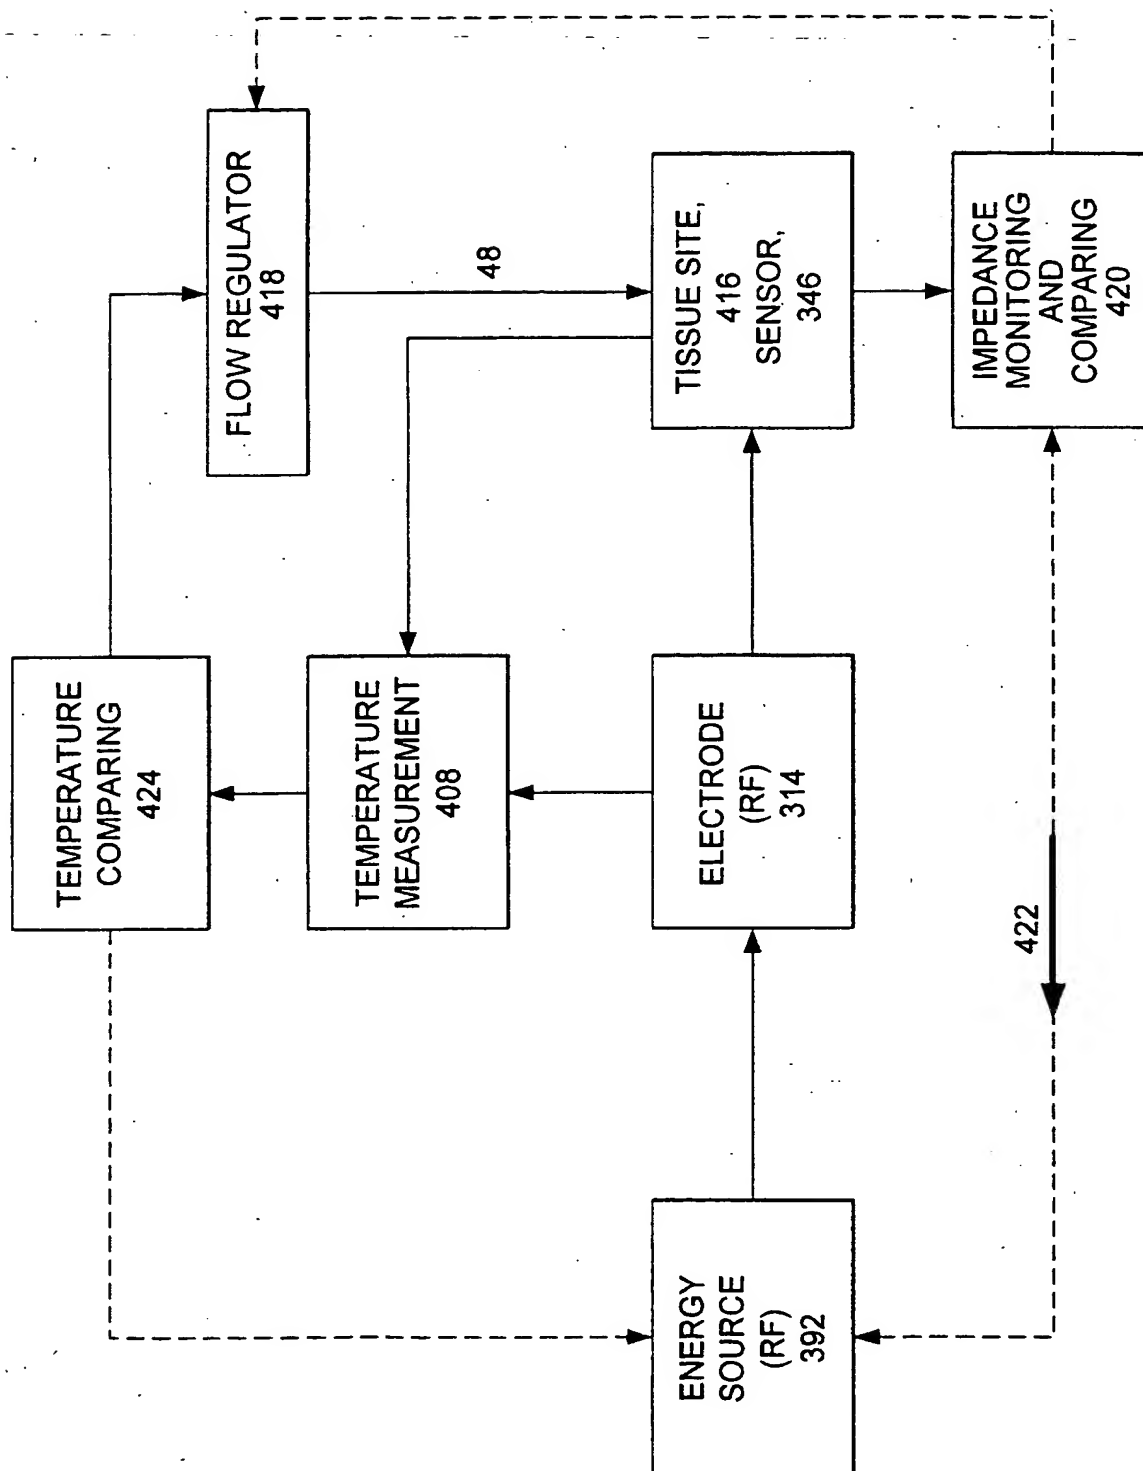 TEMPERATURE
COMPARING
424
FLOW REGULATOR
418
TEMPERATURE
MEASUREMENT
408
48
ENERGY
SOURCE
(RF)
392
ELECTRODE
(RF)
314
TISSUE SITE,
416
SENSOR,
346
422
IMPEDANCE
MONITORING
AND
COMPARING
420